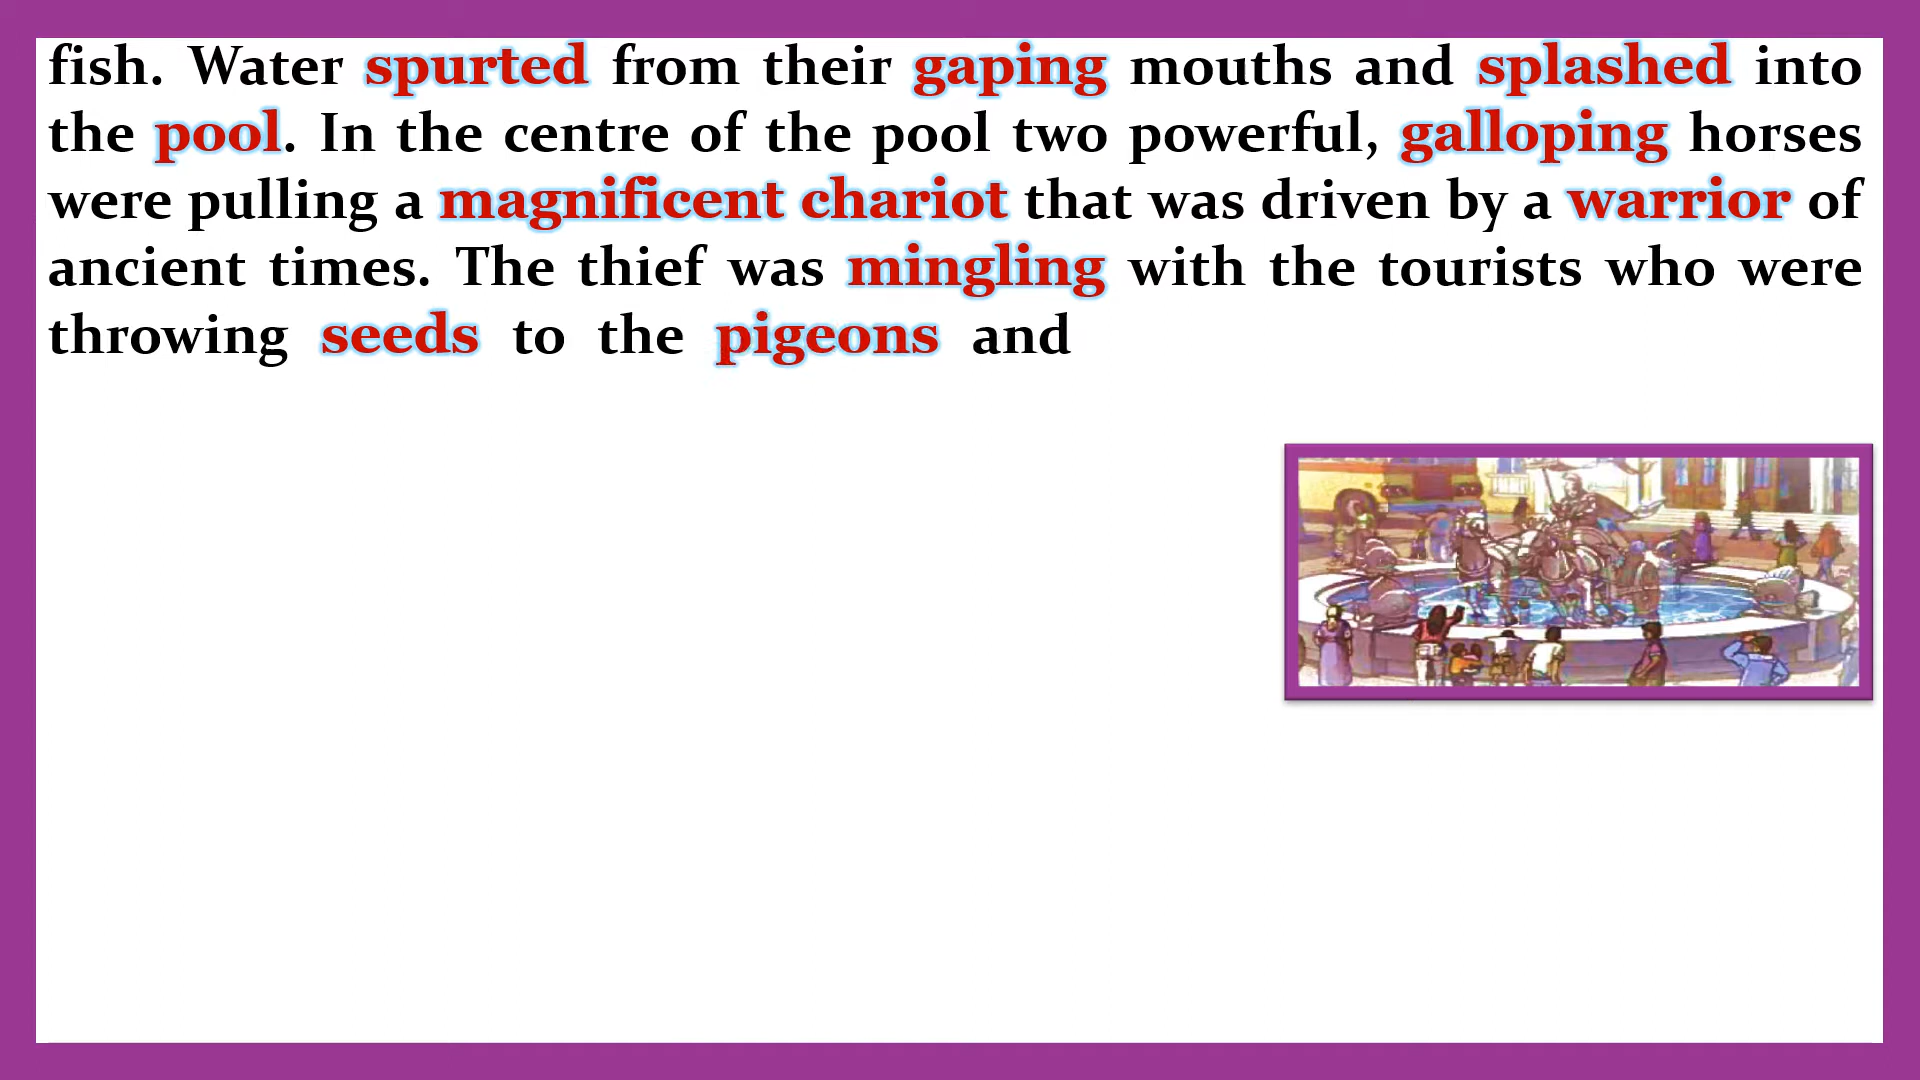 fish. Water spurted from their gaping mouths and splashed into
the pool. In the centre of the pool two powerful, galloping horses
were pulling a magnificent chariot that was driven by a warrior of
ancient times. The thief was mingling with the tourists who were
throwing seeds to the pigeons and